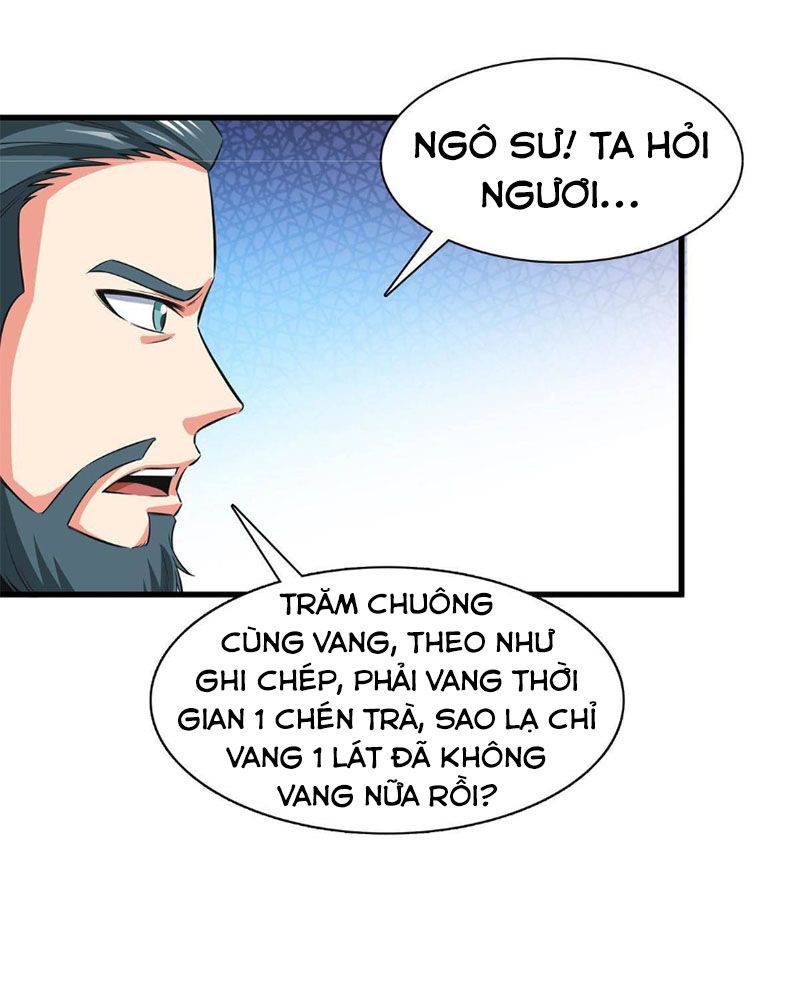 NGÔ SƯ! TA HỎI
NGƯƠI...
TRĂM CHUÔNG
CÙNG VANG, THEO NHƯ
GHI CHÉP, PHẢI VANG THỜI
GIAN 1 CHÉN TRÀ, SAO LẠ CHỈ
VANG 1 LÁT ĐÃ KHÔNG
VANG NỮA RỒI?